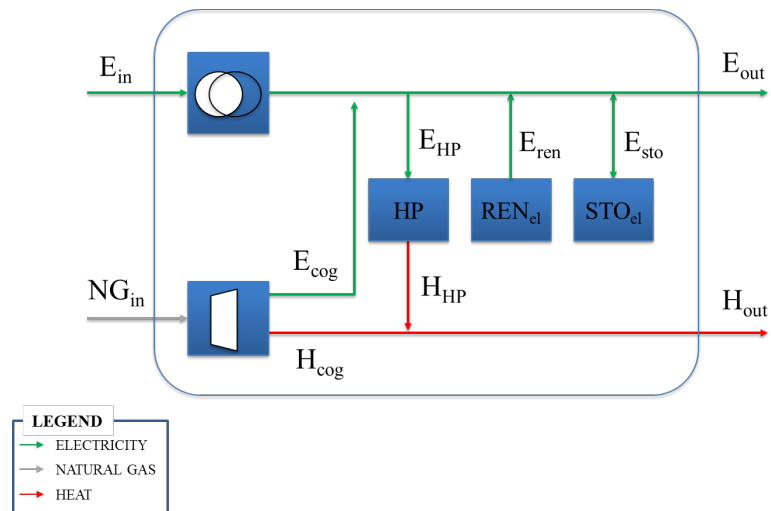 E_in
E_out
E_HP
E_ren
E_sto
HP
REN_el
STO_el
E_cog
NG_in
H_HP
H_out
H_cog
LEGEND
ELECTRICITY
NATURAL GAS
HEAT